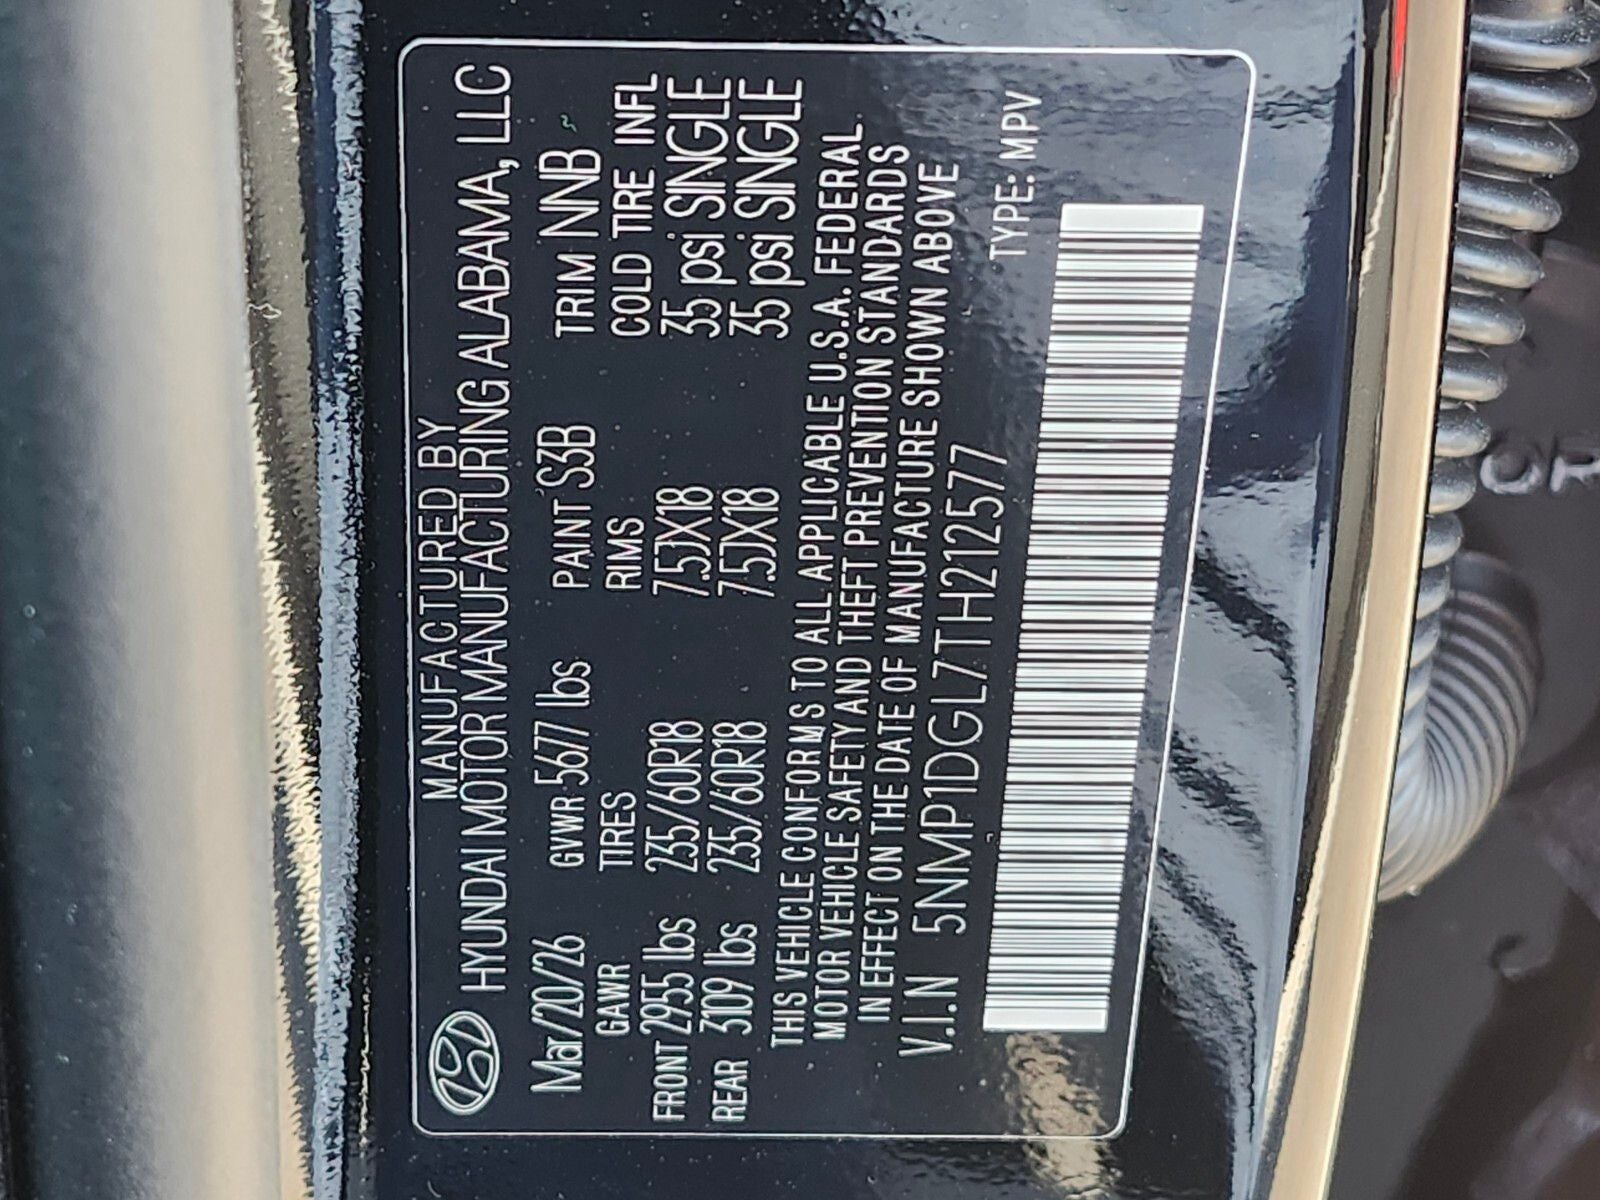 MANUFACTURED BY
HYUNDAI MOTOR MANUFACTURING ALABAMA, LLC
Mar/20/26 GVWR 5677 lbs PAINT S3B TRIM NNB
GAWR TIRES RIMS COLD TIRE INFL
FRONT 2955 lbs 235/60R18 7.5JX18 35 psi SINGLE
REAR 3109 lbs 235/60R18 7.5JX18 35 psi SINGLE
THIS VEHICLE CONFORMS TO ALL APPLICABLE U.S.A. FEDERAL
MOTOR VEHICLE SAFETY AND THEFT PREVENTION STANDARDS
IN EFFECT ON THE DATE OF MANUFACTURE SHOWN ABOVE
V.I.N 5NMP1DGL7TH212577 TYPE: MPV
OR